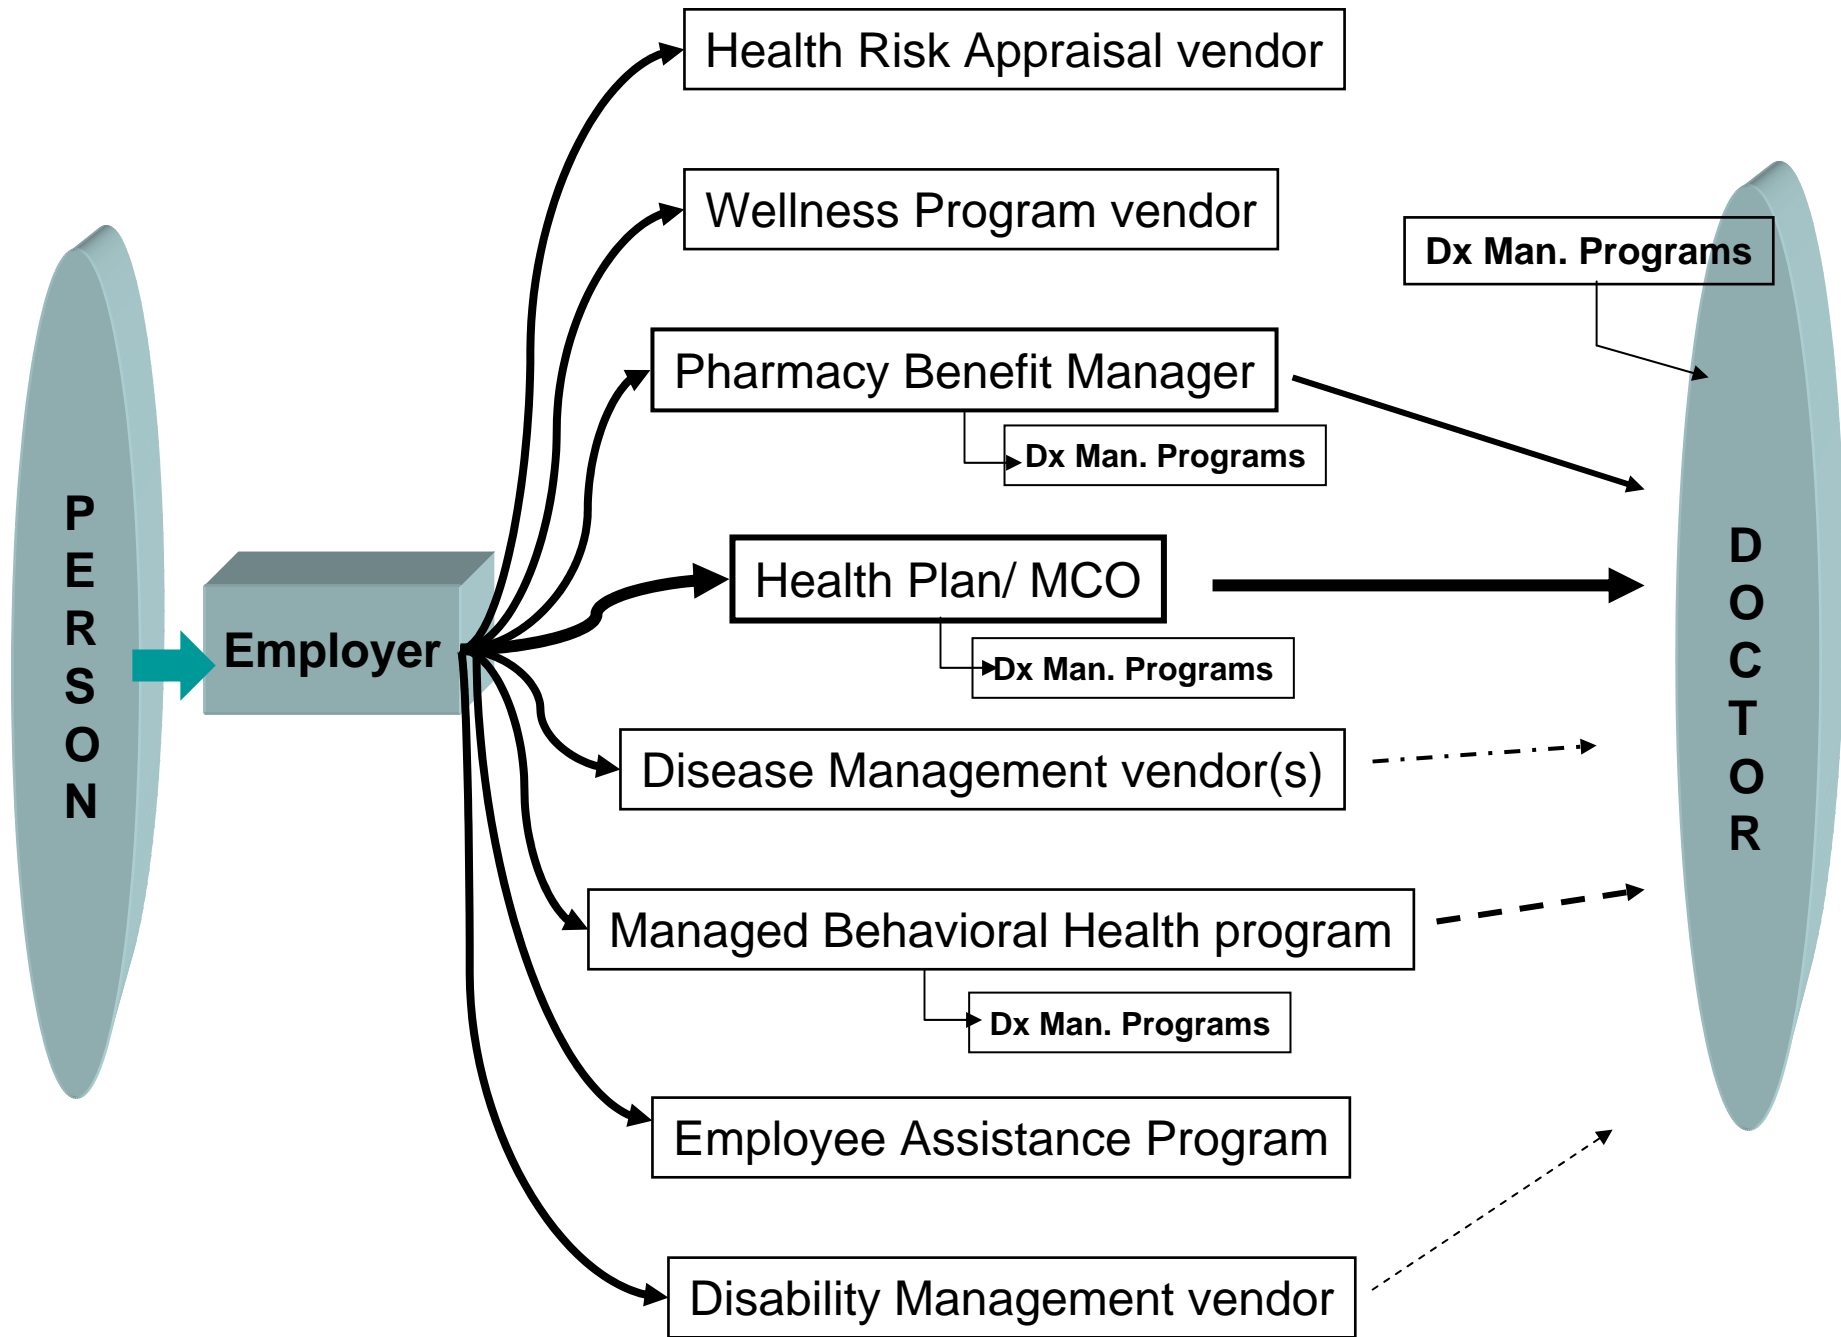 Health Risk Appraisal vendor
Wellness Program vendor
Dx Man. Programs
Pharmacy Benefit Manager
Dx Man. Programs
PERSON
Employer
Health Plan/ MCO
Dx Man. Programs
DOCTOR
Disease Management vendor(s)
Managed Behavioral Health program
Dx Man. Programs
Employee Assistance Program
Disability Management vendor